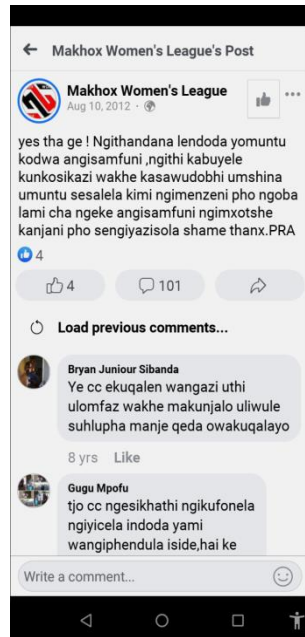 Makhox Women's League's Post
Makhox Women's League
Aug 10, 2012
yes tha ge ! Ngithandana lendoda yomuntu
kodwa angisamfuni ,ngithi kabuyele
kunkosikazi wakhe kasawudobhi umshina
umuntu sesalela kimi ngimenzeni pho ngoba
lami cha ngeke angisamfuni ngimxotshe
kanjani pho sengiyazisola shame thanx.PRA
4
4
101
Load previous comments...
Bryan Juniour Sibanda
Ye cc ekuqalen wangazi uthi
ulomfaz wakhe makunjalo uliwule
suhlupha manje qeda owakuqalayo
8 yrs Like
Gugu Mpofu
tjo cc ngesikhathi ngikufonela
ngiyicela indoda yami
wangiphendula iside,hai ke
Write a comment...